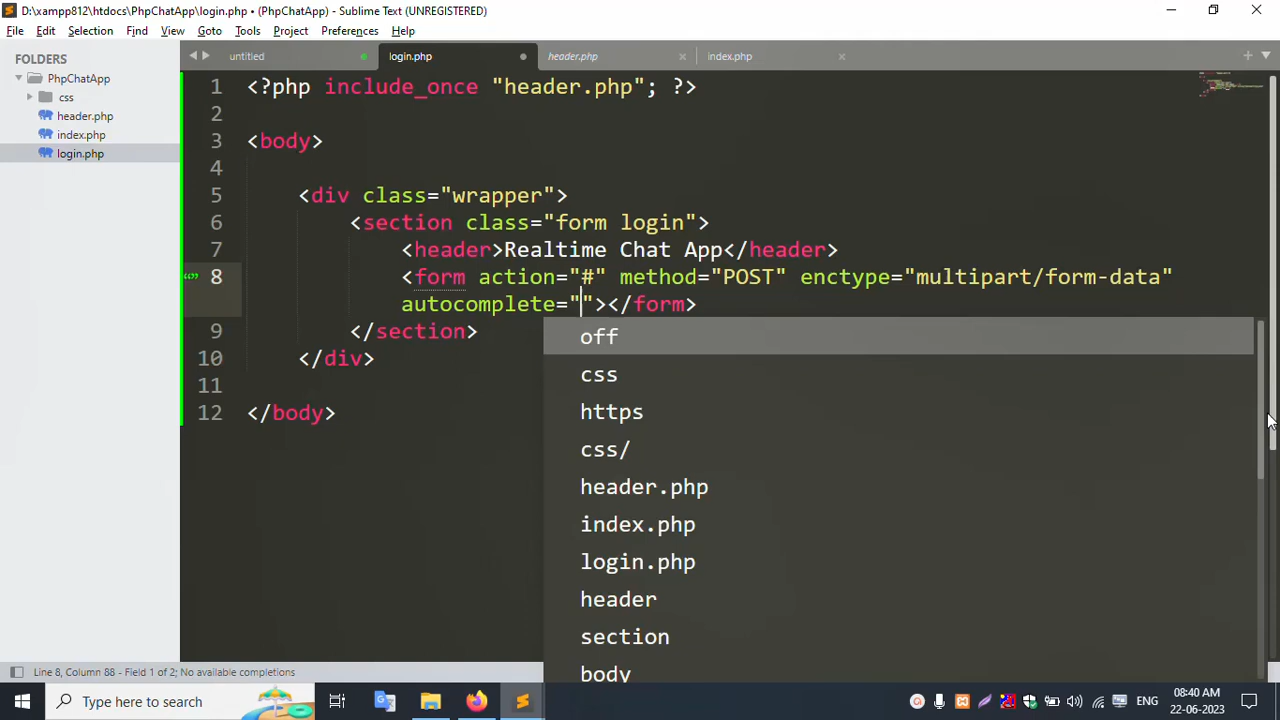 D:\xampp812\htdocs\PhpChatApp\login.php • (PhpChatApp) - Sublime Text (UNREGISTERED)
File Edit Selection Find View Goto Tools Project Preferences Help
FOLDERS
PhpChatApp
css
header.php
index.php
login.php
untitled login.php header.php index.php
1 <?php include_once "header.php"; ?>
2
3 <body>
4
5 <div class="wrapper">
6 <section class="form login">
7 <header>Realtime Chat App</header>
8 <form action="#" method="POST" enctype="multipart/form-data"
autocomplete=""></form>
9 </section>
10 </div>
11
12 </body>
off
css
https
css/
header.php
index.php
login.php
header
section
body
Line 8, Column 88 - Field 1 of 2; No available completions
Type here to search
ENG
08:40 AM
22-06-2023